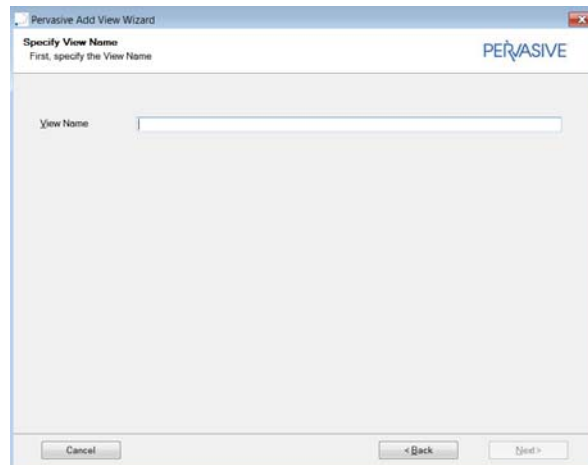 Pervasive Add View Wizard
Specify View Name
First, specify the View Name
PERVASIVE
View Name
Cancel
< Back
Next >